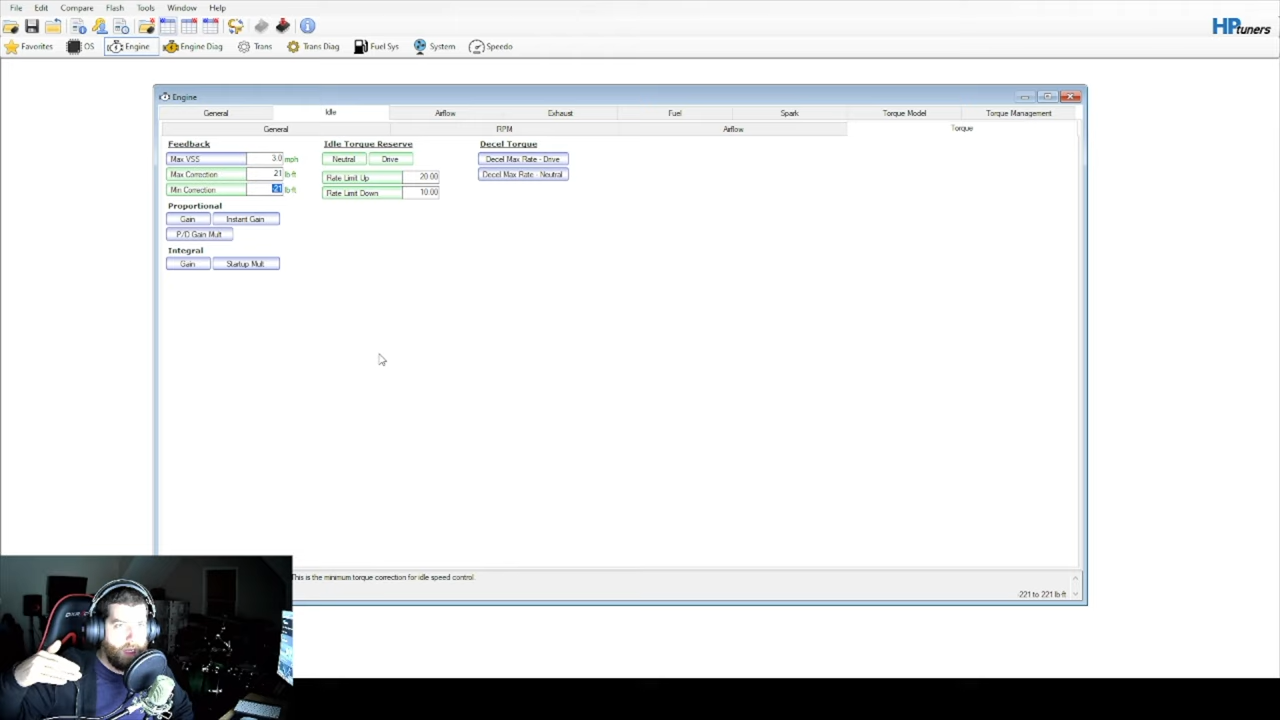 File Edit Compare Flash Tools Window Help
HP tuners
Favorites OS Engine Engine Diag Trans Trans Diag Fuel Sys System Speedo
Engine
General Idle Airflow Exhaust Fuel Spark Torque Model Torque Management
General RPM Airflow Torque
Feedback Idle Torque Reserve Decel Torque
Max VSS 3.0 mph Neutral Drive Decel Max Rate - Drive
Max Correction 21 lb ft Rate Limit Up 20.00 Decel Max Rate - Neutral
Min Correction -21 lb ft Rate Limit Down 10.00
Proportional
Gain Instant Gain
P/D Gain Mult
Integral
Gain Startup Mult
This is the minimum torque correction for idle speed control.
-221 to 221 lb ft